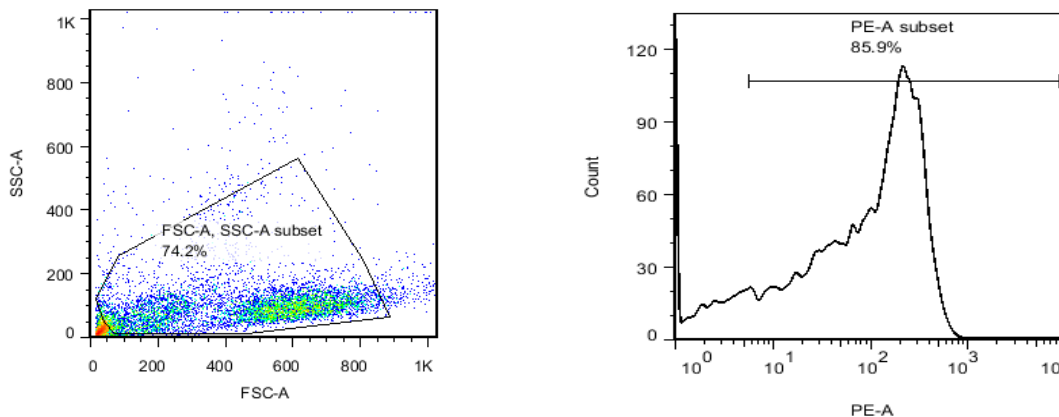 1K
800
600
400
200
0
SSC-A
FSC-A, SSC-A subset
74.2%
0 200 400 600 800 1K
FSC-A
PE-A subset
85.9%
120
90
60
30
0
Count
10^0 10^1 10^2 10^3 10
PE-A